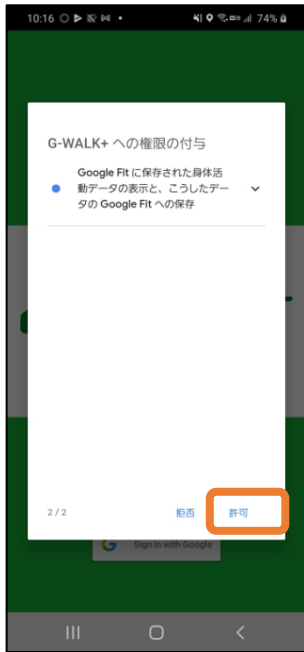 10:16
74%
G-WALK+ への権限の付与
Google Fit に保存された身体活
動データの表示と、こうしたデー
タの Google Fit への保存
2 / 2
拒否
許可
G Sign in with Google